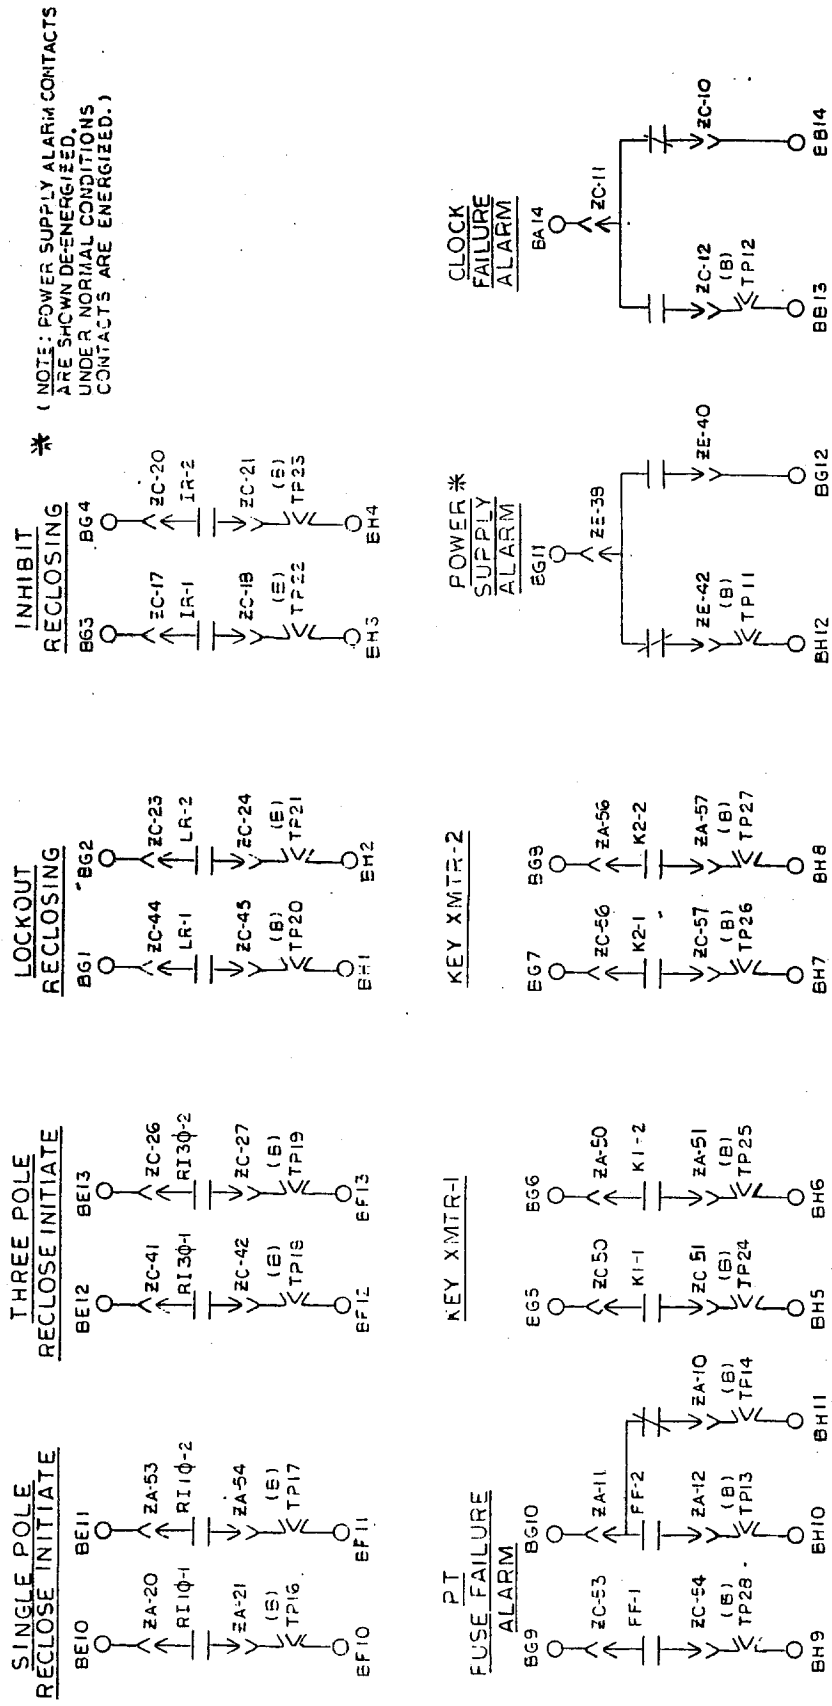 SINGLE POLE
RECLOSE INITIATE
BE10
ZA-20
RI1ϕ-1
ZA-21
(B)
TP16
BF10
BE11
ZA-53
RI1ϕ-2
ZA-54
(B)
TP17
BF11
THREE POLE
RECLOSE INITIATE
BE12
ZC-41
RI3ϕ-1
ZC-42
(B)
TP18
BF12
BE13
ZC-26
RI3ϕ-2
ZC-27
(B)
TP19
BF13
LOCKOUT
RECLOSING
BG1
ZC-44
LR-1
ZC-45
(B)
TP20
BH1
BG2
ZC-23
LR-2
ZC-24
(B)
TP21
BH2
INHIBIT
RECLOSING
BG3
ZC-17
IR-1
ZC-18
(B)
TP22
BH3
BG4
ZC-20
IR-2
ZC-21
(B)
TP23
BH4
* (NOTE: POWER SUPPLY ALARM CONTACTS
ARE SHOWN DE-ENERGIZED.
UNDER NORMAL CONDITIONS
CONTACTS ARE ENERGIZED.)
PT
FUSE FAILURE
ALARM
BG9
ZC-53
FF-1
ZC-54
(B)
TP28
BH9
BG10
ZA-11
FF-2
ZA-12
(B)
TP13
BH10
ZA-10
(B)
TP14
BH11
KEY XMTR-1
BG5
ZC50
K1-1
ZC51
(B)
TP24
BH5
BG6
ZA-50
K1-2
ZA-51
(B)
TP25
BH6
KEY XMTR-2
BG7
ZC-56
K2-1
ZC-57
(B)
TP26
BH7
BG8
ZA-56
K2-2
ZA-57
(B)
TP27
BH8
POWER*
SUPPLY
ALARM
BG11
ZE-38
ZE-42
(B)
TP11
BH12
ZE-40
BG12
CLOCK
FAILURE
ALARM
BA14
ZC-11
ZC-12
(B)
TP12
BB13
ZC-10
BB14